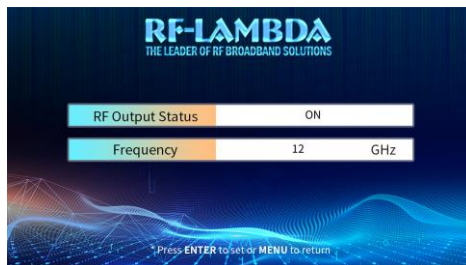 RF-LAMBDA
THE LEADER OF RF BROADBAND SOLUTIONS
RF Output Status ON
Frequency 12 GHz
* Press ENTER to set or MENU to return